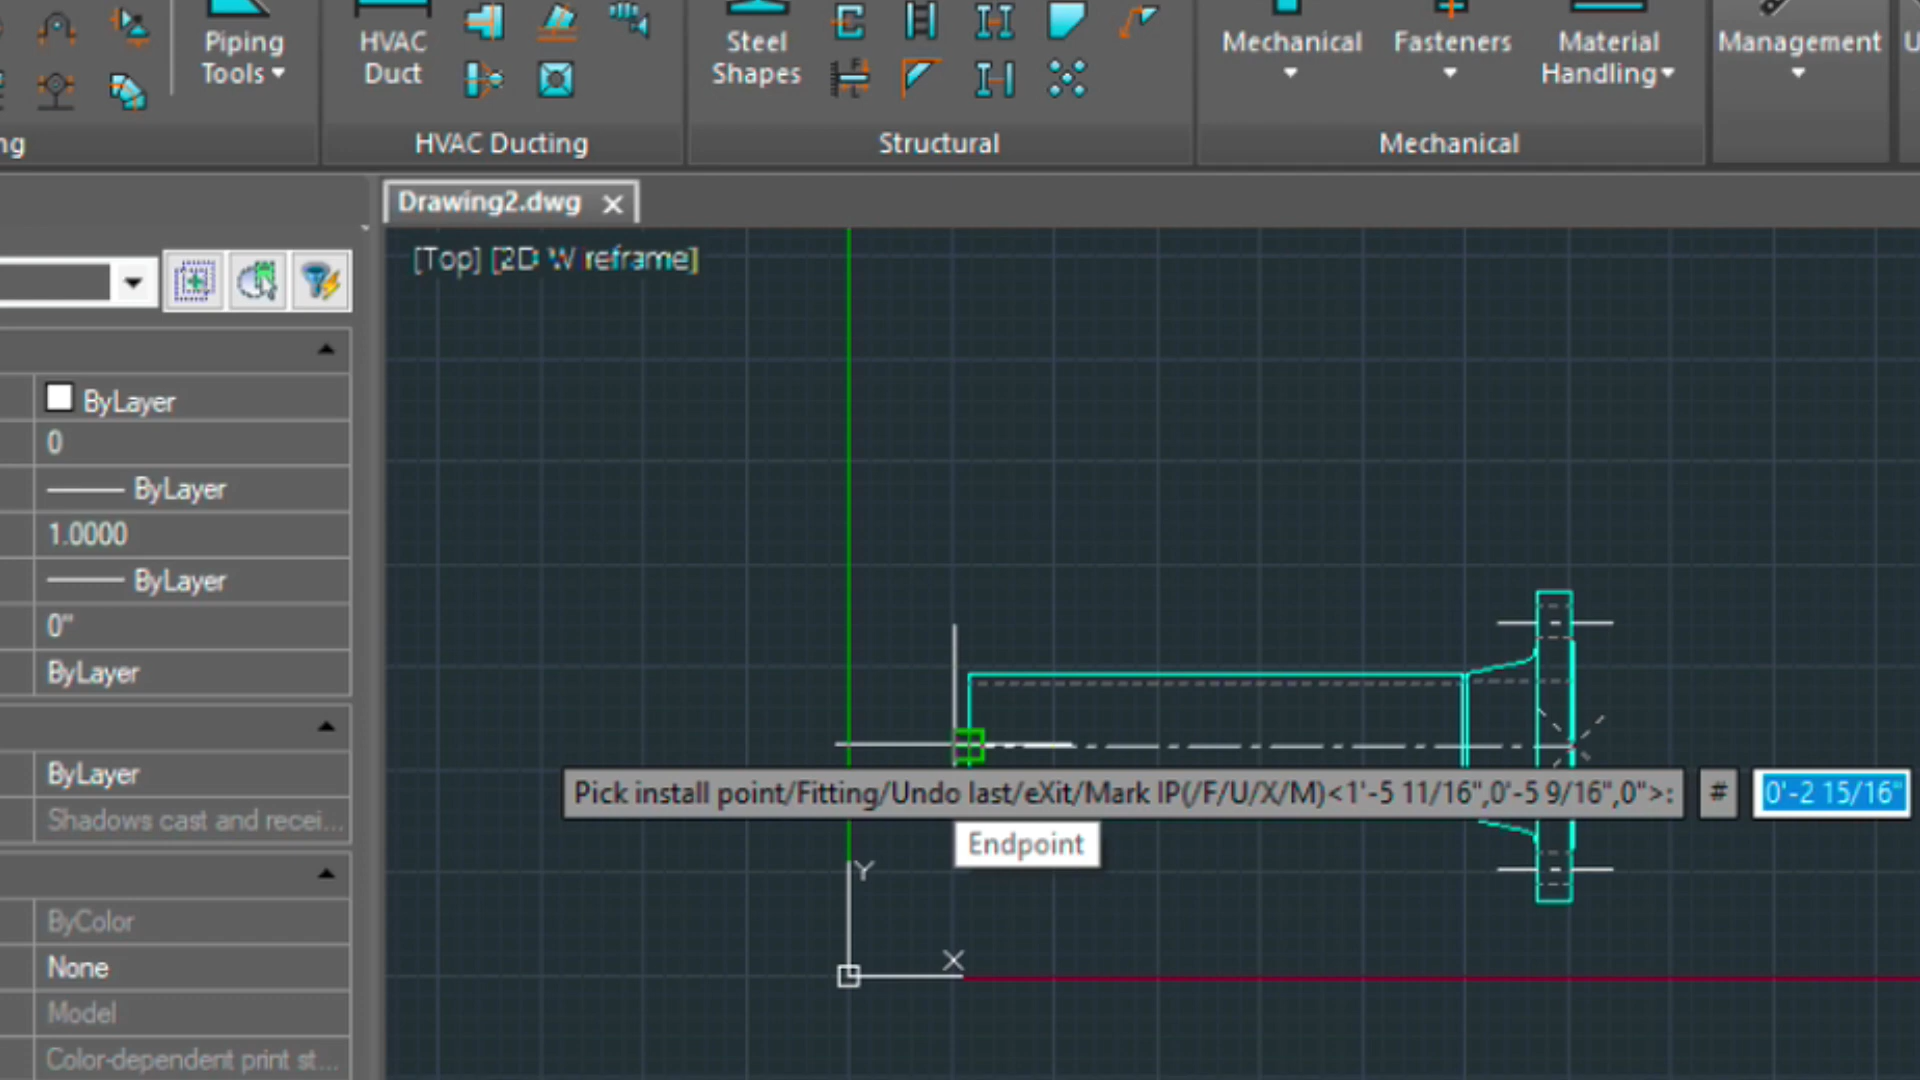 Piping
Tools
HVAC
Duct
Steel
Shapes
Mechanical
Fasteners
Material
Handling
Management
ng
HVAC Ducting
Structural
Mechanical
Drawing2.dwg
[Top] [2D W reframe]
ByLayer
0
ByLayer
1.0000
ByLayer
0"
ByLayer
ByLayer
Shadows cast and recei...
ByColor
None
Model
Color-dependent print st...
Pick install point/Fitting/Undo last/eXit/Mark IP(/F/U/X/M)<1'-5 11/16",0'-5 9/16",0">: # 0'-2 15/16"
Endpoint
Y
X